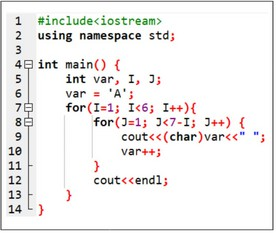 1 #include<iostream>
2 using namespace std;
3
4 int main() {
5 int var, I, J;
6 var = 'A';
7 for(I=1; I<6; I++){
8 for(J=1; J<7-I; J++) {
9 cout<<(char)var<<" ";
10 var++;
11 }
12 cout<<endl;
13 }
14 }